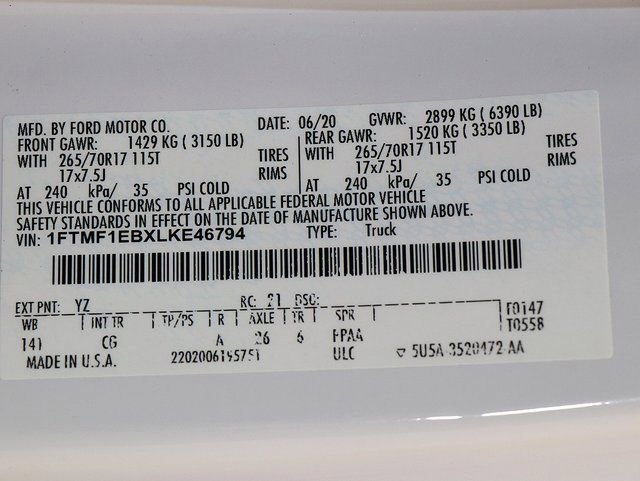 MFD. BY FORD MOTOR CO. DATE: 06/20 GVWR: 2899 KG ( 6390 LB)
FRONT GAWR: 1429 KG ( 3150 LB) REAR GAWR: 1520 KG ( 3350 LB)
WITH 265/70R17 115T TIRES WITH 265/70R17 115T TIRES
17x7.5J RIMS 17x7.5J RIMS
AT 240 kPa/ 35 PSI COLD AT 240 kPa/ 35 PSI COLD
THIS VEHICLE CONFORMS TO ALL APPLICABLE FEDERAL MOTOR VEHICLE
SAFETY STANDARDS IN EFFECT ON THE DATE OF MANUFACTURE SHOWN ABOVE.
VIN: 1FTMF1EBXLKE46794 TYPE: Truck
EXT PNT: YZ RC: 21 DSO:
WB INT TR TP/PS R AXLE TR SPR F0147
141 CG A 26 6 FPAA T0558
MADE IN U.S.A. ULC 5U5A 3520472 AA